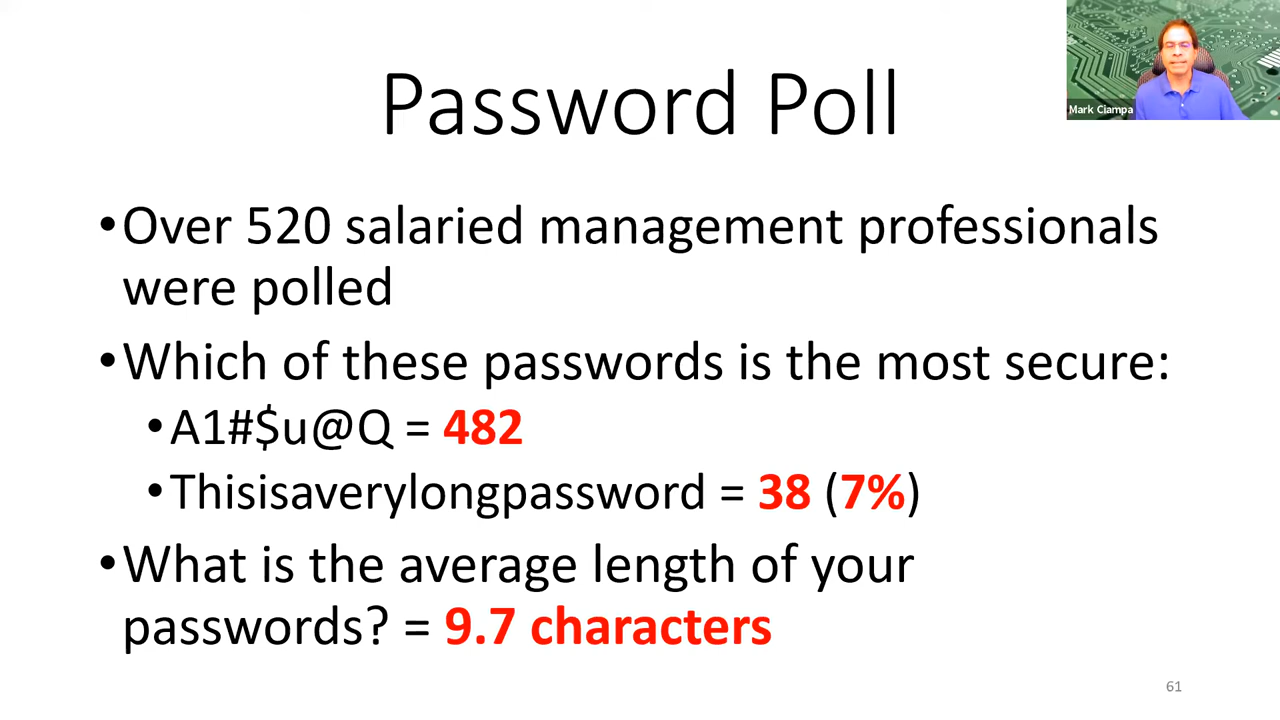 Mark Ciampa
Password Poll
•Over 520 salaried management professionals
were polled
•Which of these passwords is the most secure:
•A1#$u@Q = 482
•Thisisaverylongpassword = 38 (7%)
•What is the average length of your
passwords? = 9.7 characters
61